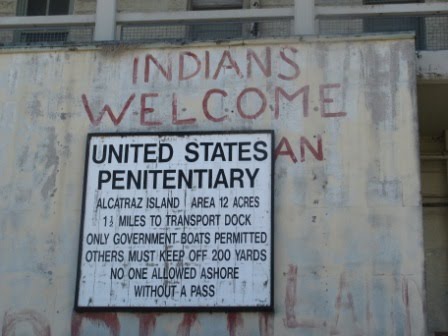 INDIANS
WELCOME
UNITED STATES
PENITENTIARY
ALCATRAZ ISLAND AREA 12 ACRES
1½ MILES TO TRANSPORT DOCK
ONLY GOVERNMENT BOATS PERMITTED
OTHERS MUST KEEP OFF 200 YARDS
NO ONE ALLOWED ASHORE
WITHOUT A PASS